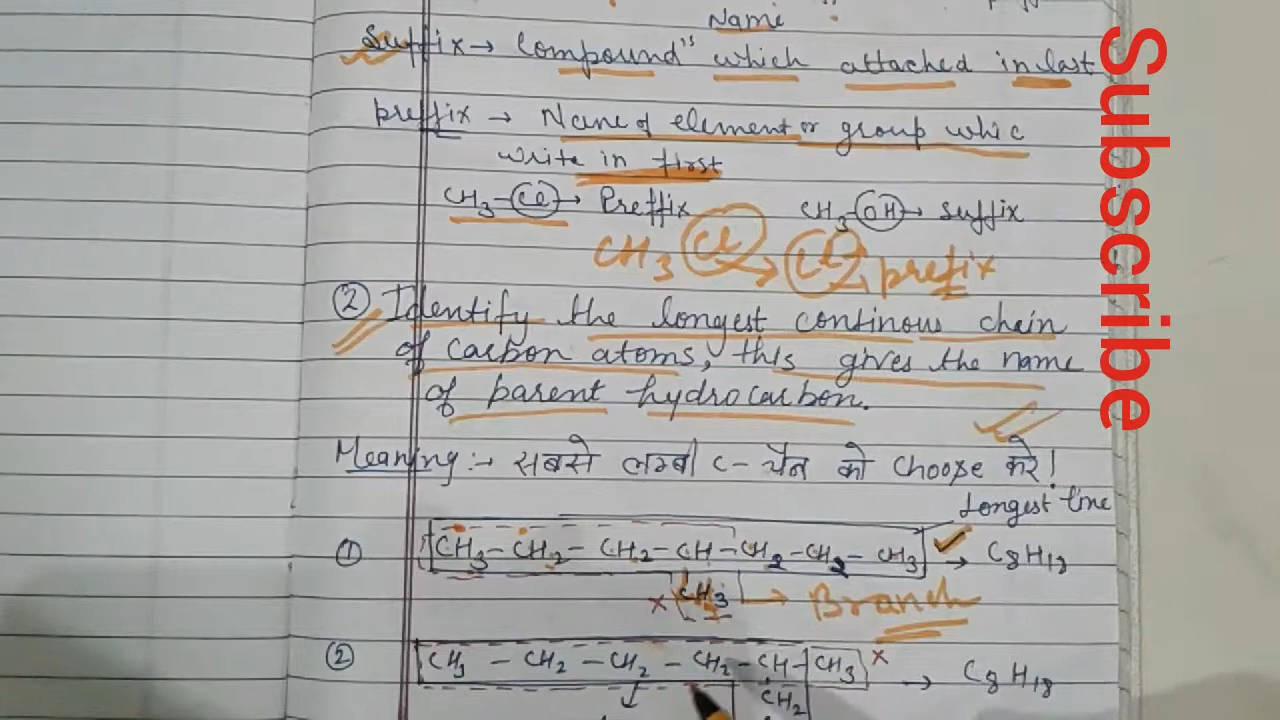 Name
Suffix → Compound" which attached in last
preffix → Name of element or group whic
write in first
CH3-Cl → Preffix CH3-OH → suffix
CH3 Cl → Cl → prefix
② Identify the longest continous chain
of carbon atoms, this gives the name
of parent hydrocarbon.
Meaning :- सबसे लम्बी C- चैन को choose करे!
Longest line
① CH3-CH2-CH2-CH-CH2-CH2-CH3 → C8H18
× CH3 → Branch
② CH3-CH2-CH2-CH2-CH-CH3 × → C8H18
CH2
Subscribe